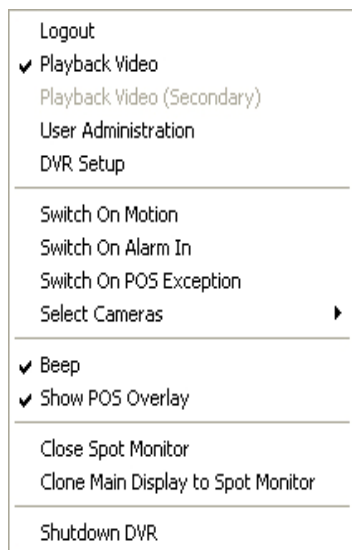 Logout
Playback Video
Playback Video (Secondary)
User Administration
DVR Setup
Switch On Motion
Switch On Alarm In
Switch On POS Exception
Select Cameras
Beep
Show POS Overlay
Close Spot Monitor
Clone Main Display to Spot Monitor
Shutdown DVR